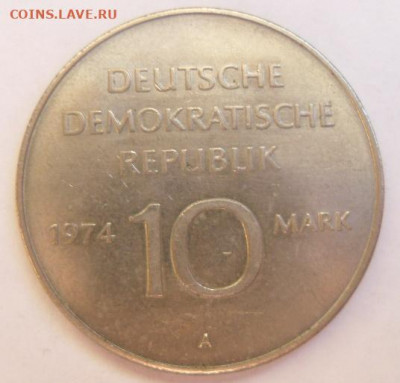 COINS.LAVE.RU
DEUTSCHE
DEMOKRATISCHE
REPUBLIK
1974 10 MARK
A